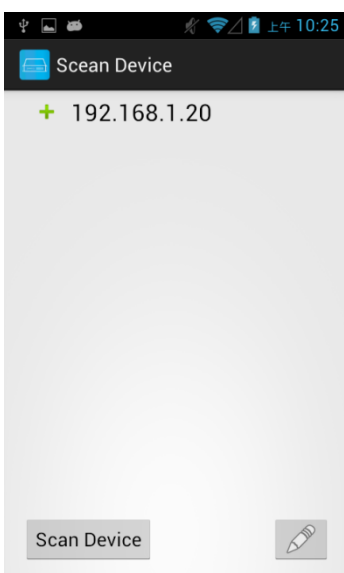 上午 10:25
Scean Device
+ 192.168.1.20
Scan Device